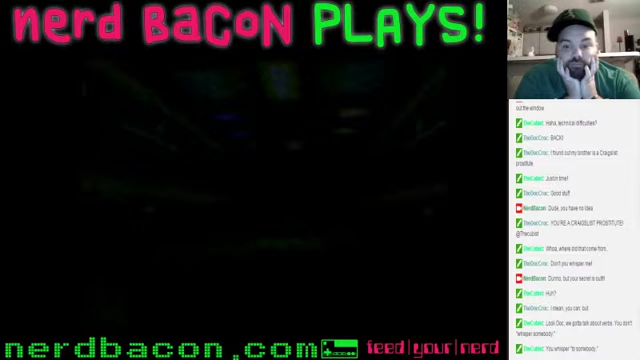 nerd BaCoN PLAYS!
out the window
TheCubist: Haha, technical difficulties?
TheDocCroc: BACK!
TheDocCroc: I found out my brother is a Craigslist
prostitute
TheCubist: Just in time!
TheDocCroc: Good stuff
NerdBacon: Dude, you have no idea
TheDocCroc: YOU'RE A CRAIGSLIST PROSTITUTE!
@Thecubist
TheCubist: Whoa, where did that come from.
TheDocCroc: Don't you whisper me!
NerdBacon: Dunno, but your secret is out!!!
TheCubist: Huh?
TheDocCroc: I mean, you can, but
TheCubist: Look Doc, we gotta talk about verbs. You don't
"whisper somebody."
TheCubist: You whisper "to somebody."
nerdbacon.com feed|your|nerd